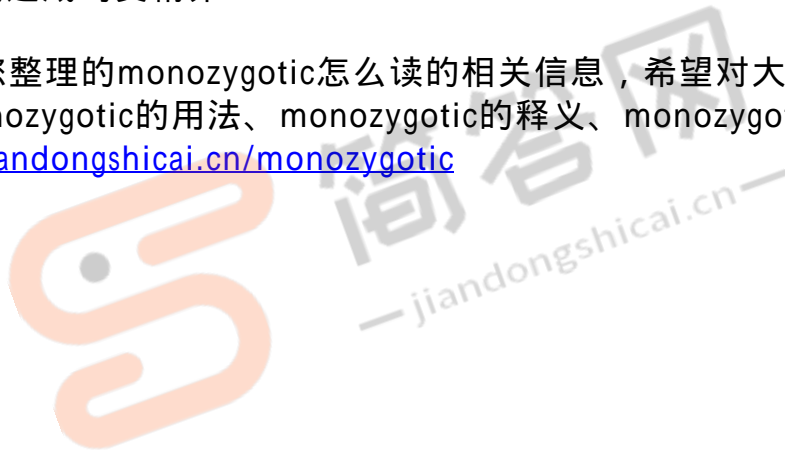 整理的monozygotic怎么读的相关信息，希望对大
nozygotic的用法、monozygotic的释义、monozygo
andongshicai.cn/monozygotic
简答网
— jiandongshicai.cn —